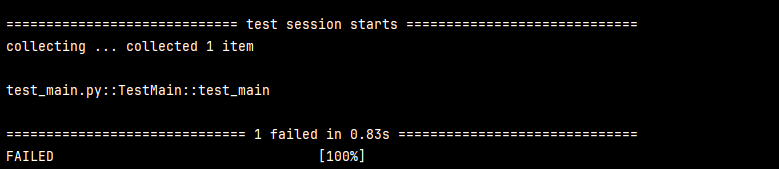 ============================= test session starts =============================
collecting ... collected 1 item
test_main.py::TestMain::test_main
============================== 1 failed in 0.83s ==============================
FAILED [100%]